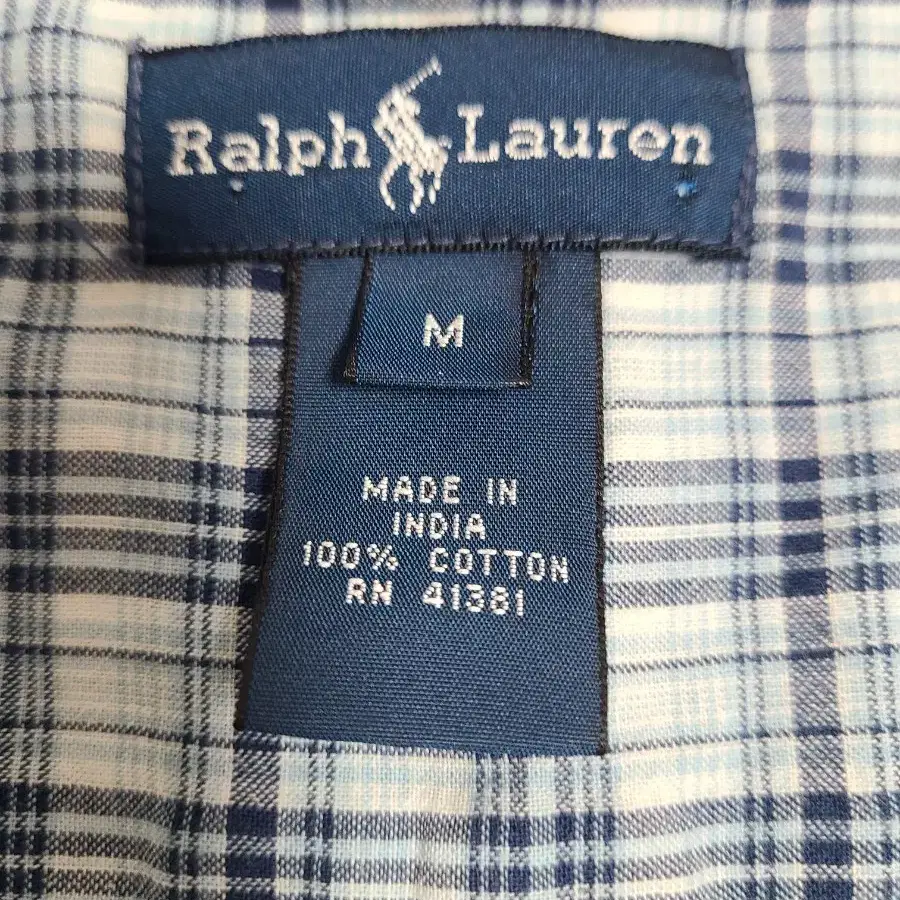 Ralph Lauren
M
MADE IN
INDIA
100% COTTON
RN 41381